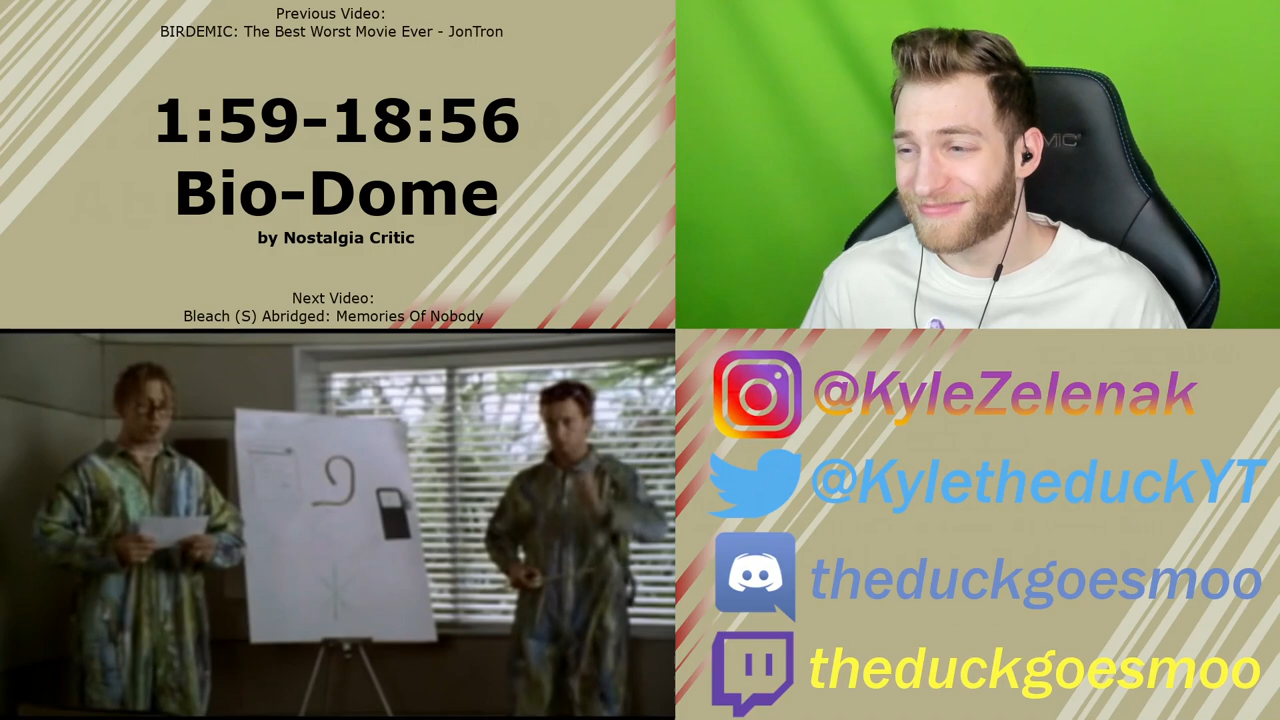 Previous Video:
BIRDEMIC: The Best Worst Movie Ever - JonTron
1:59-18:56
Bio-Dome
by Nostalgia Critic
Next Video:
Bleach (S) Abridged: Memories Of Nobody
@KyleZelenak
@KyletheduckYT
theduckgoesmoo
theduckgoesmoo